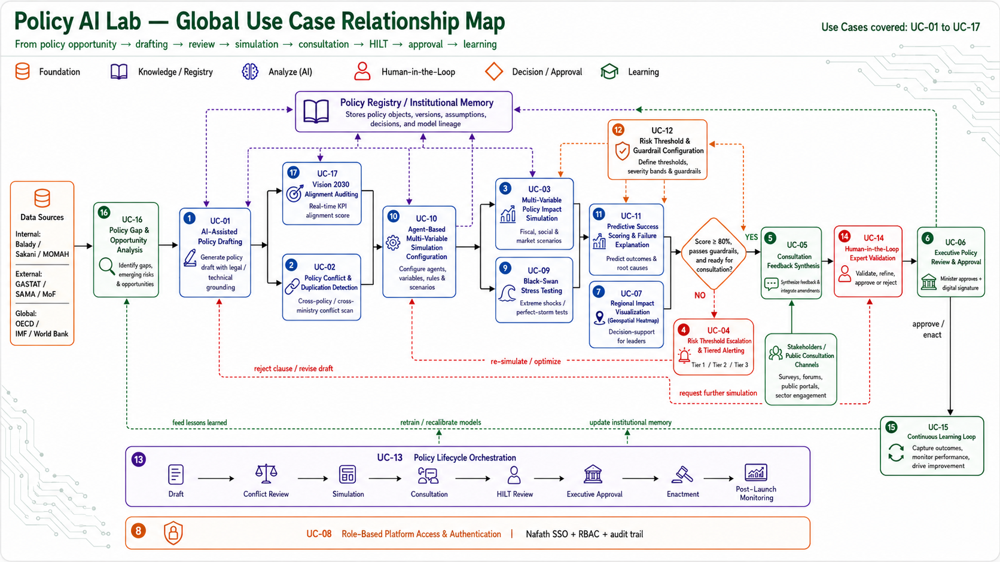 Policy AI Lab — Global Use Case Relationship Map
Use Cases covered: UC-01 to UC-17
From policy opportunity → drafting → review → simulation → consultation → HILT → approval → learning
Foundation
Knowledge / Registry
Analyze (AI)
Human-in-the-Loop
Decision / Approval
Learning
Policy Registry / Institutional Memory
Stores policy objects, versions, assumptions,
decisions, and model lineage
Data Sources
Internal:
Balady /
Sakani / MOMAH
External:
GASTAT /
SAMA / MoF
Global:
OECD /
IMF / World Bank
16
UC-16
Policy Gap &
Opportunity
Analysis
Identify gaps,
emerging risks
& opportunities
1
UC-01
AI-Assisted
Policy Drafting
Generate policy
draft with legal /
technical
grounding
17
UC-17
Vision 2030
Alignment Auditing
Real-time KPI
alignment score
2
UC-02
Policy Conflict &
Duplication Detection
Cross-policy / cross-
ministry conflict scan
10
UC-10
Agent-Based
Multi-Variable
Simulation
Configuration
Configure agents,
variables, rules &
scenarios
3
UC-03
Multi-Variable
Policy Impact
Simulation
Fiscal, social &
market scenarios
9
UC-09
Black-Swan
Stress Testing
Extreme shocks /
perfect-storm tests
12
UC-12
Risk Threshold &
Guardrail Configuration
Define thresholds,
severity bands & guardrails
11
UC-11
Predictive Success
Scoring & Failure
Explanation
Predict outcomes &
root causes
7
UC-07
Regional Impact
Visualization
(Geospatial Heatmap)
Decision-support
for leaders
Score ≥ 80%,
passes guardrails,
and ready for
consultation?
YES
NO
4
UC-04
Risk Threshold Escalation
& Tiered Alerting
Tier 1 / Tier 2 / Tier 3
5
UC-05
Consultation
Feedback Synthesis
Synthesize feedback &
integrate amendments
Stakeholders /
Public Consultation
Channels
Surveys, forums,
public portals,
sector engagement
14
UC-14
Human-in-the-Loop
Expert Validation
Validate, refine,
approve or reject
6
UC-06
Executive Policy
Review & Approval
Minister approves +
digital signature
approve /
enact
re-simulate / optimize
reject clause / revise draft
request further simulation
feed lessons learned
retrain / recalibrate models
update institutional memory
15
UC-15
Continuous Learning Loop
Capture outcomes,
monitor performance,
drive improvement
13
UC-13 Policy Lifecycle Orchestration
Draft
Conflict Review
Simulation
Consultation
HILT Review
Executive Approval
Enactment
Post-Launch
Monitoring
8
UC-08 Role-Based Platform Access & Authentication | Nafath SSO + RBAC + audit trail